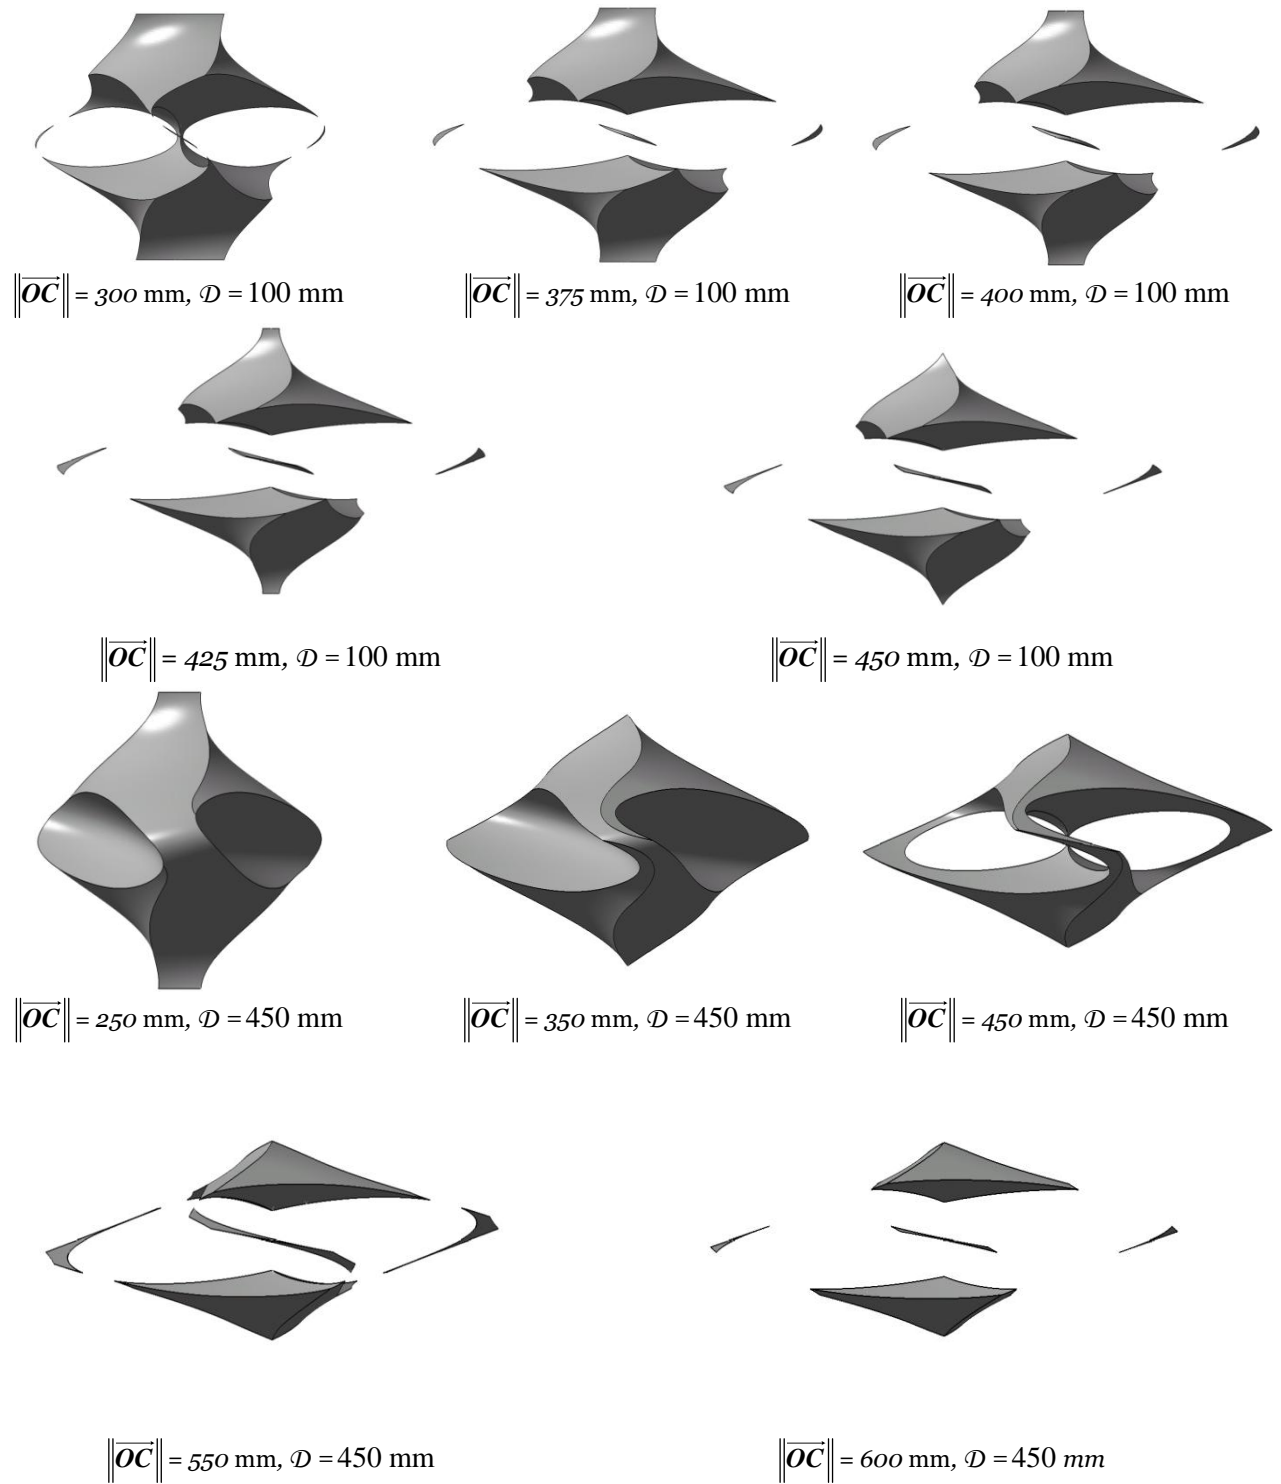 ‖OC‖ = 300 mm, 𝒟 = 100 mm
‖OC‖ = 375 mm, 𝒟 = 100 mm
‖OC‖ = 400 mm, 𝒟 = 100 mm
‖OC‖ = 425 mm, 𝒟 = 100 mm
‖OC‖ = 450 mm, 𝒟 = 100 mm
‖OC‖ = 250 mm, 𝒟 = 450 mm
‖OC‖ = 350 mm, 𝒟 = 450 mm
‖OC‖ = 450 mm, 𝒟 = 450 mm
‖OC‖ = 550 mm, 𝒟 = 450 mm
‖OC‖ = 600 mm, 𝒟 = 450 mm